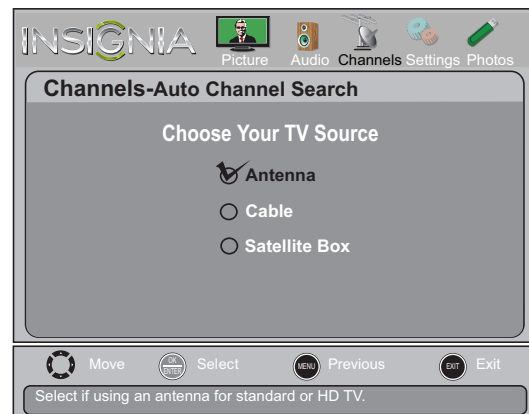 INSIGNIA
Picture Audio Channels Settings Photos
Channels-Auto Channel Search
Choose Your TV Source
Antenna
Cable
Satellite Box
Move OK ENTER Select MENU Previous EXIT Exit
Select if using an antenna for standard or HD TV.